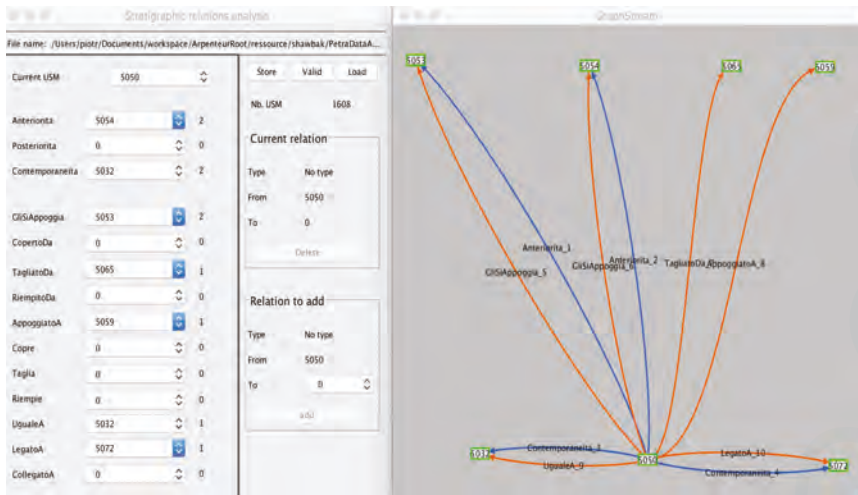 Stratigraphic relations analysis
File name: /Users/piotr/Documents/workspace/ArpenteurRoot/ressource/shawbak/PetraDataA...
Current USM 5050
Anteriorita 5054 2
Posteriorita 0 0
Contemporaneita 5032 2
GliSiAppoggia 5053 2
CopertoDa 0 0
TagliatoDa 5065 1
RiempitoDa 0 0
AppoggiatoA 5059 1
Copre 0 0
Taglia 0 0
Riempie 0 0
UgualeA 5032 1
LegatoA 5072 1
CollegatoA 0 0
Store Valid Load
Nb. USM 1608
Current relation
Type No type
From 5050
To 0
Delete
Relation to add
Type No type
From 5050
To 0
add
GraphStream
5053
5054
5065
5059
Anteriorita_1
GliSiAppoggia_5
Anteriorita_2
GliSiAppoggia_6
AppoggiatoA_8
5032
Contemporaneita_3
UgualeA_9
5050
LegatoA_10
Contemporaneita_4
5072